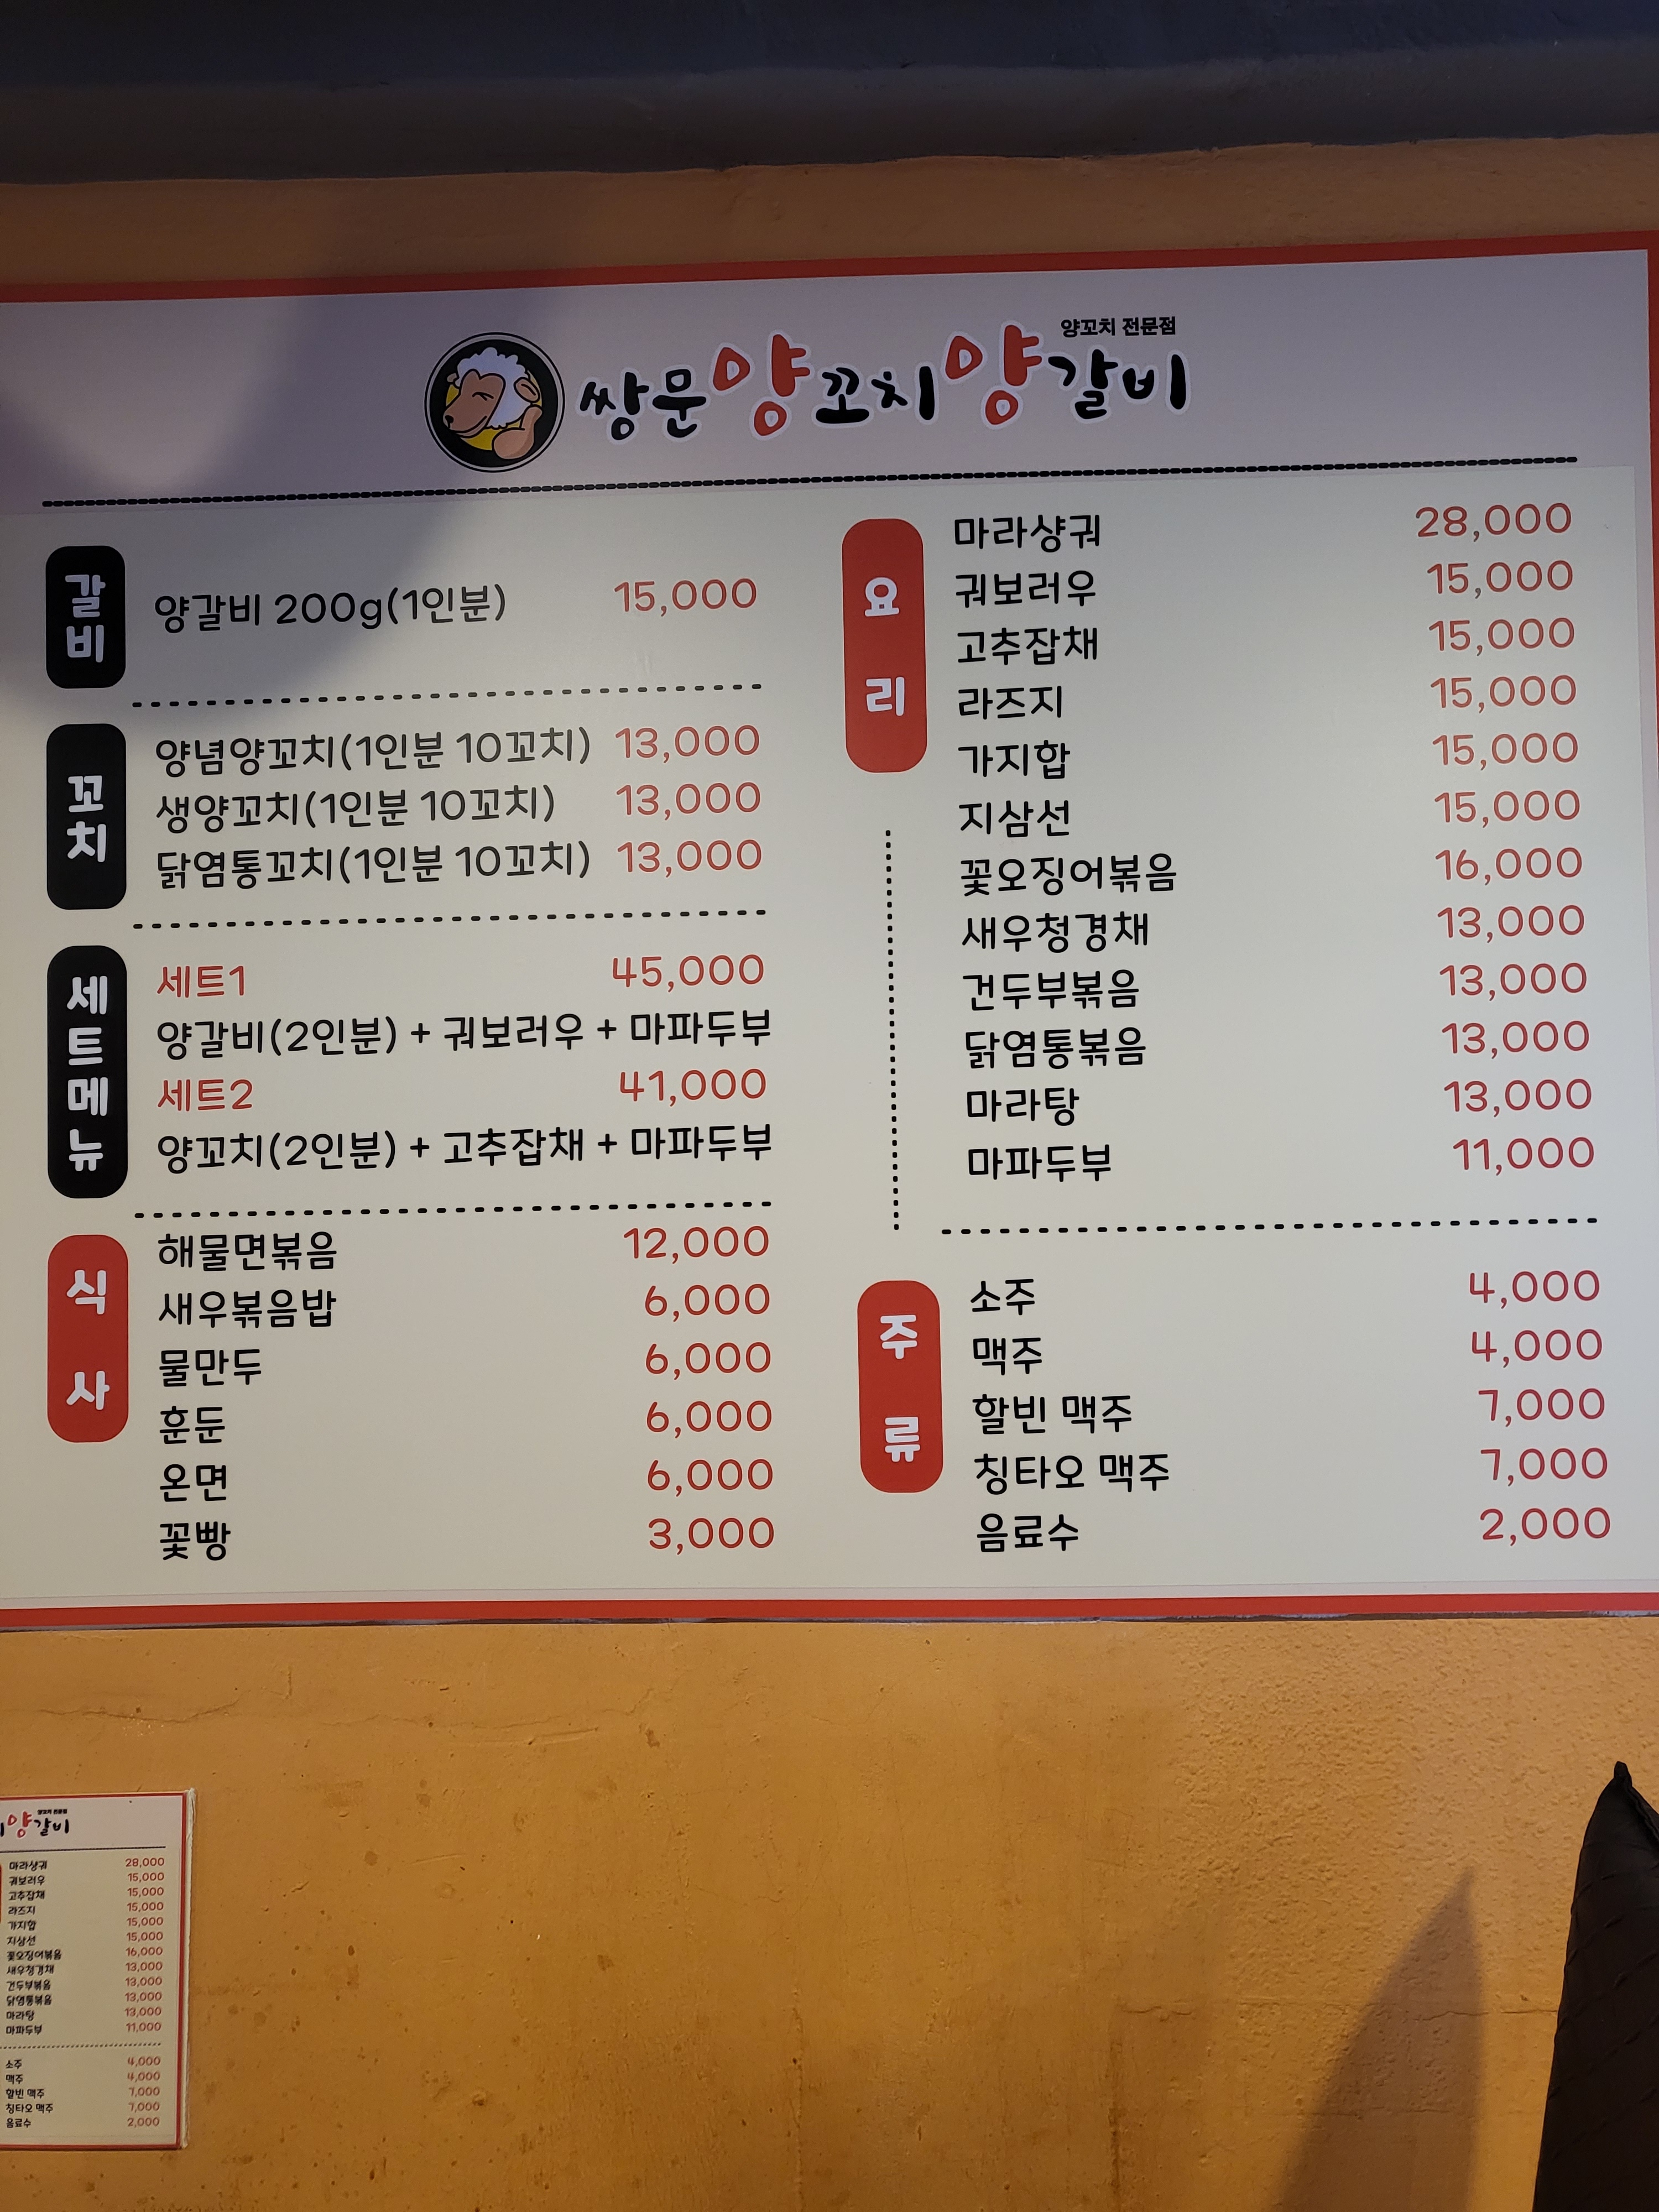 양꼬치 전문점
쌍문양꼬치양갈비
갈비
양갈비 200g(1인분) 15,000
꼬치
양념양꼬치(1인분 10꼬치) 13,000
생양꼬치(1인분 10꼬치) 13,000
닭염통꼬치(1인분 10꼬치) 13,000
세트메뉴
세트1 45,000
양갈비(2인분) + 궈보러우 + 마파두부
세트2 41,000
양꼬치(2인분) + 고추잡채 + 마파두부
식사
해물면볶음 12,000
새우볶음밥 6,000
물만두 6,000
훈둔 6,000
온면 6,000
꽃빵 3,000
요리
마라샹궈 28,000
궈보러우 15,000
고추잡채 15,000
라즈지 15,000
가지합 15,000
지삼선 15,000
꽃오징어볶음 16,000
새우청경채 13,000
건두부볶음 13,000
닭염통볶음 13,000
마라탕 13,000
마파두부 11,000
주류
소주 4,000
맥주 4,000
할빈 맥주 7,000
칭타오 맥주 7,000
음료수 2,000
양꼬치 전문점
양갈비
마라샹궈 28,000
궈보러우 15,000
고추잡채 15,000
라즈지 15,000
가지합 15,000
지삼선 15,000
꽃오징어볶음 16,000
새우청경채 13,000
건두부볶음 13,000
닭염통볶음 13,000
마라탕 13,000
마파두부 11,000
소주 4,000
맥주 4,000
할빈 맥주 7,000
칭타오 맥주 7,000
음료수 2,000